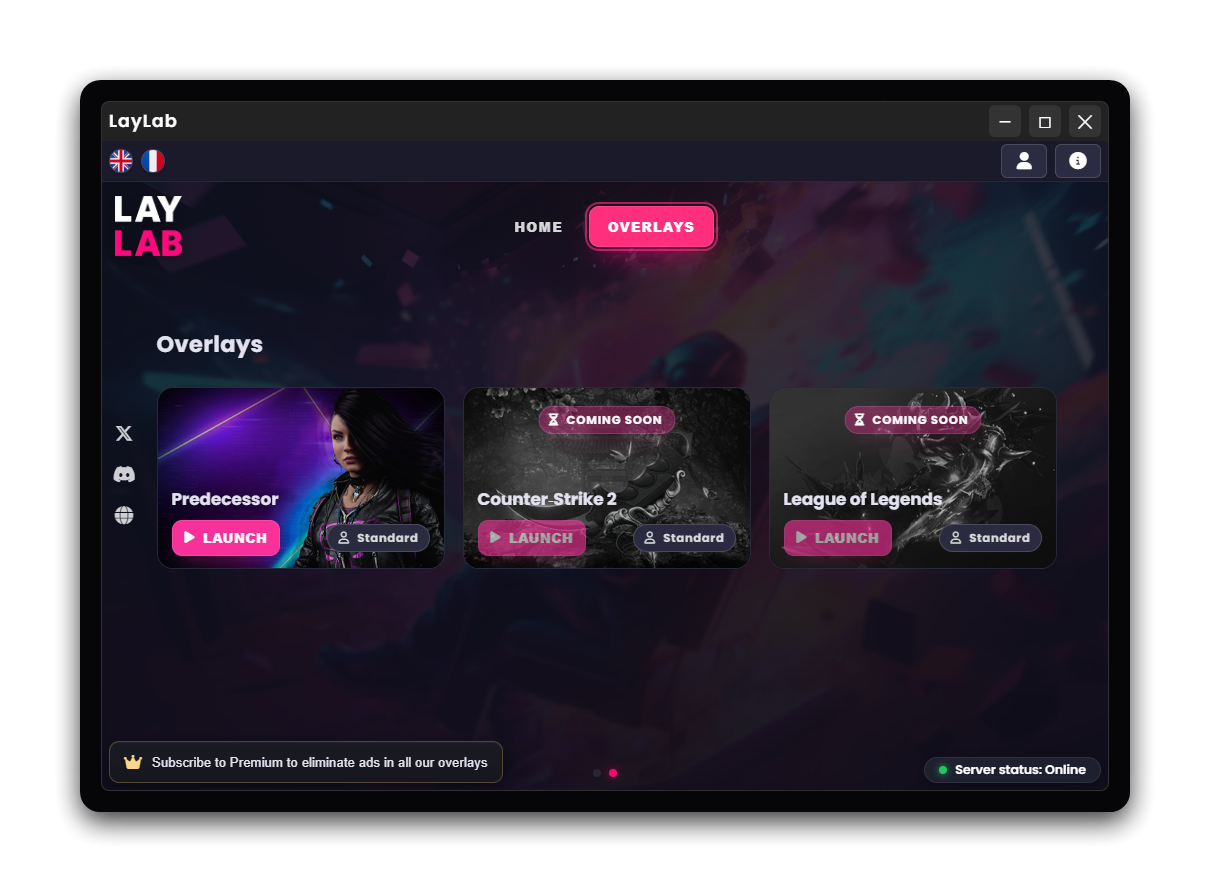 LayLab
LAY
LAB
HOME
OVERLAYS
Overlays
COMING SOON
COMING SOON
Predecessor
Counter-Strike 2
League of Legends
LAUNCH
Standard
LAUNCH
Standard
LAUNCH
Standard
Subscribe to Premium to eliminate ads in all our overlays
Server status: Online